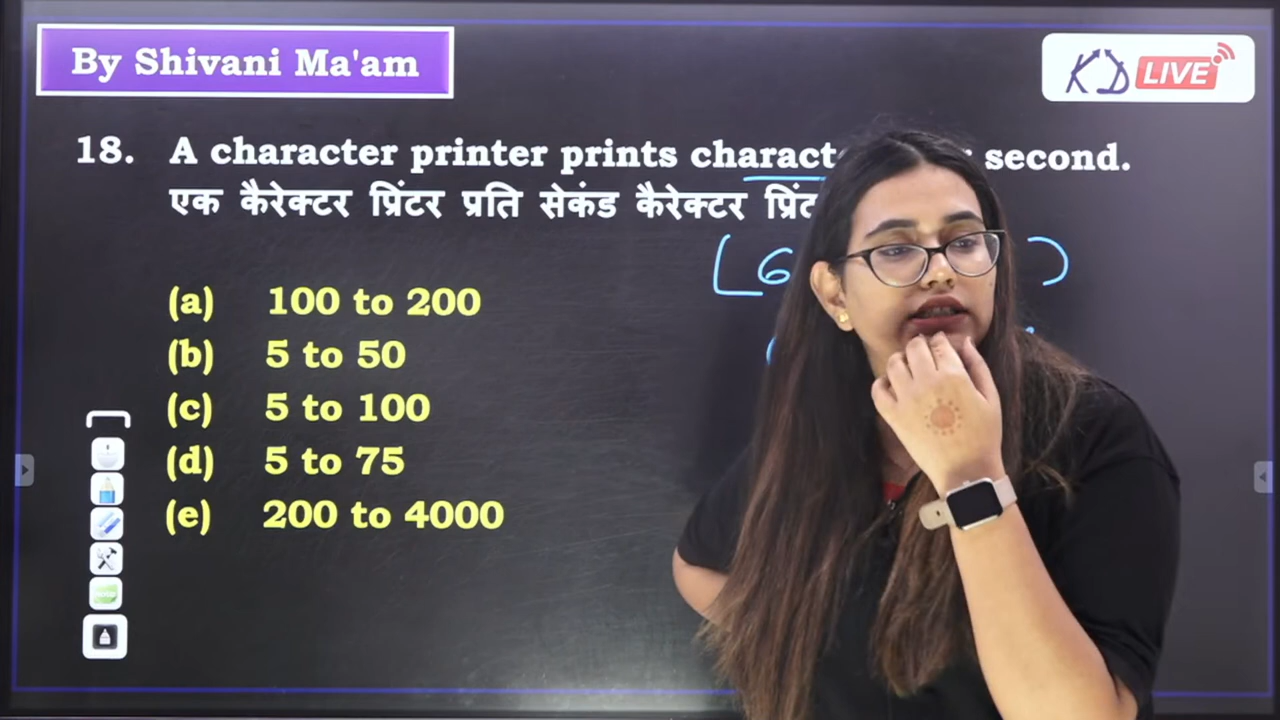 By Shivani Ma'am
KD LIVE
18. A character printer prints second.
एक कैरेक्टर प्रिंटर प्रति सेकंड कैरेक्टर
(a) 100 to 200
(b) 5 to 50
(c) 5 to 100
(d) 5 to 75
(e) 200 to 4000